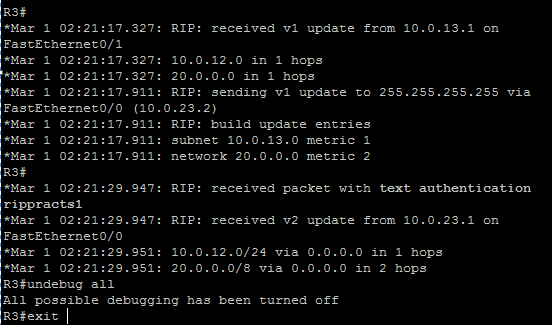 R3#
*Mar 1 02:21:17.327: RIP: received v1 update from 10.0.13.1 on
FastEthernet0/1
*Mar 1 02:21:17.327: 10.0.12.0 in 1 hops
*Mar 1 02:21:17.327: 20.0.0.0 in 1 hops
*Mar 1 02:21:17.911: RIP: sending v1 update to 255.255.255.255 via
FastEthernet0/0 (10.0.23.2)
*Mar 1 02:21:17.911: RIP: build update entries
*Mar 1 02:21:17.911: subnet 10.0.13.0 metric 1
*Mar 1 02:21:17.911: network 20.0.0.0 metric 2
R3#
*Mar 1 02:21:29.947: RIP: received packet with text authentication
rippracts1
*Mar 1 02:21:29.947: RIP: received v2 update from 10.0.23.1 on
FastEthernet0/0
*Mar 1 02:21:29.951: 10.0.12.0/24 via 0.0.0.0 in 1 hops
*Mar 1 02:21:29.951: 20.0.0.0/8 via 0.0.0.0 in 2 hops
R3#undebug all
All possible debugging has been turned off
R3#exit